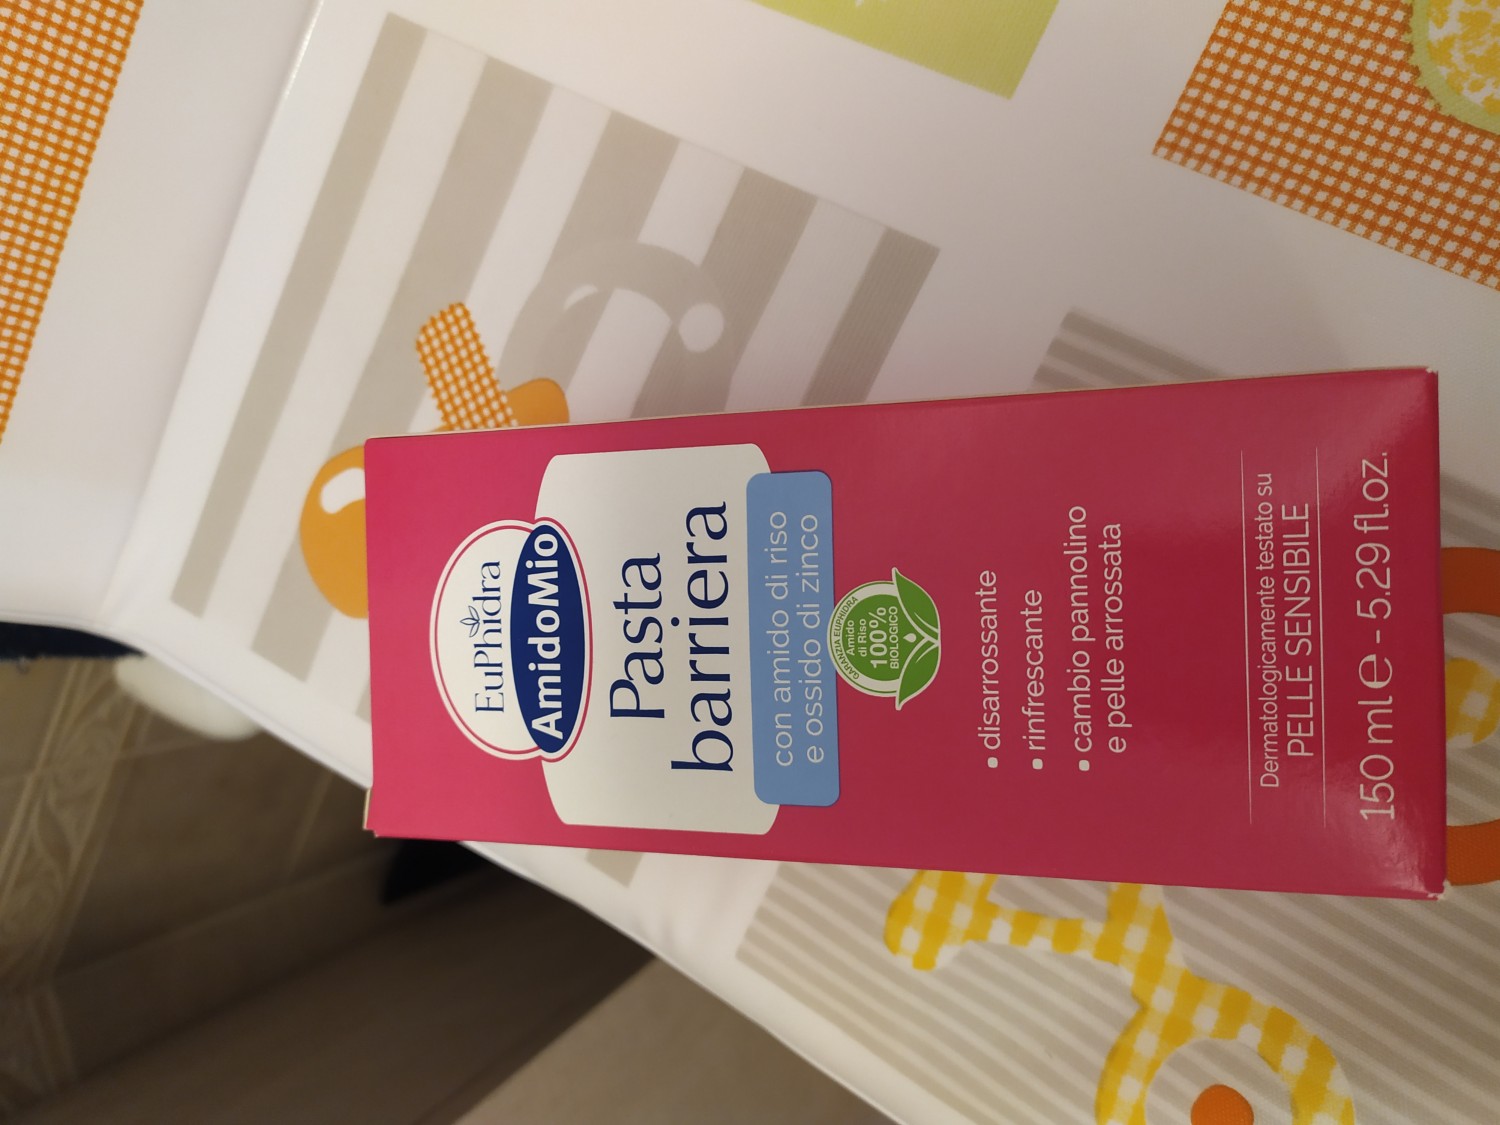 EuPhidra
AmidoMio
Pasta
barriera
con amido di riso
e ossido di zinco
GARANZIA EUPHIDRA
Amido
di Riso
100%
BIOLOGICO
• disarrossante
• rinfrescante
• cambio pannolino
e pelle arrossata
Dermatologicamente testato su
PELLE SENSIBILE
150 ml e - 5.29 fl.oz.